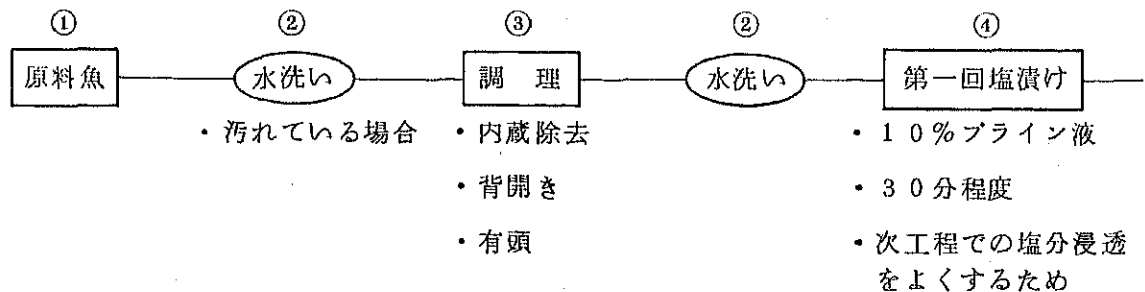 ① ② ③ ② ④
原料魚 水洗い 調理 水洗い 第一回塩漬け
・汚れている場合 ・内蔵除去 ・10%ブライン液
・背開き ・30分程度
・有頭 ・次工程での塩分浸透
をよくするため